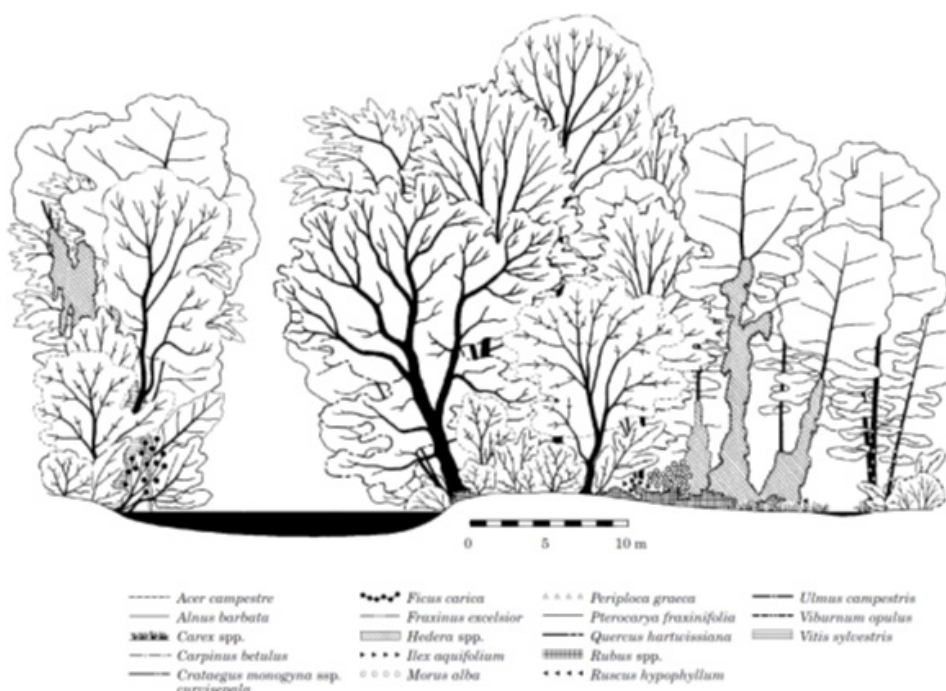 0 5 10 m
Acer campestre
Alnus barbata
Carex spp.
Carpinus betulus
Crataegus monogyna ssp.
curvisepala
Ficus carica
Fraxinus excelsior
Hedera spp.
Ilex aquifolium
Morus alba
Periploca graeca
Pterocarya fraxinifolia
Quercus hartwissiana
Rubus spp.
Ruscus hypophyllum
Ulmus campestris
Viburnum opulus
Vitis sylvestris